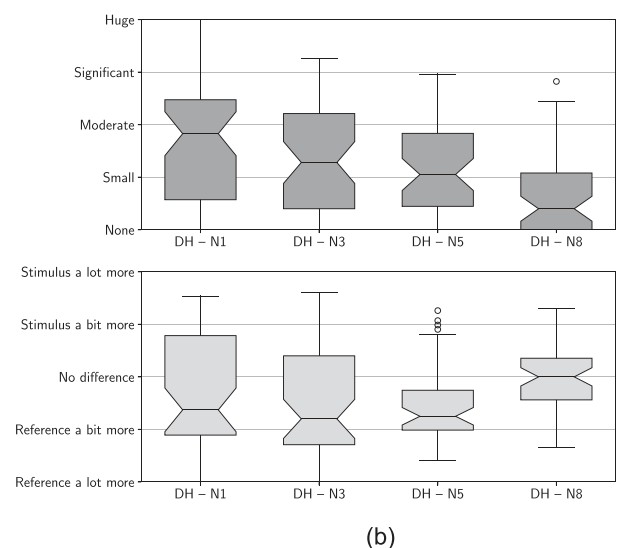 Huge
Significant
Moderate
Small
None
DH – N1 DH – N3 DH – N5 DH – N8
Stimulus a lot more
Stimulus a bit more
No difference
Reference a bit more
Reference a lot more
DH – N1 DH – N3 DH – N5 DH – N8
(b)